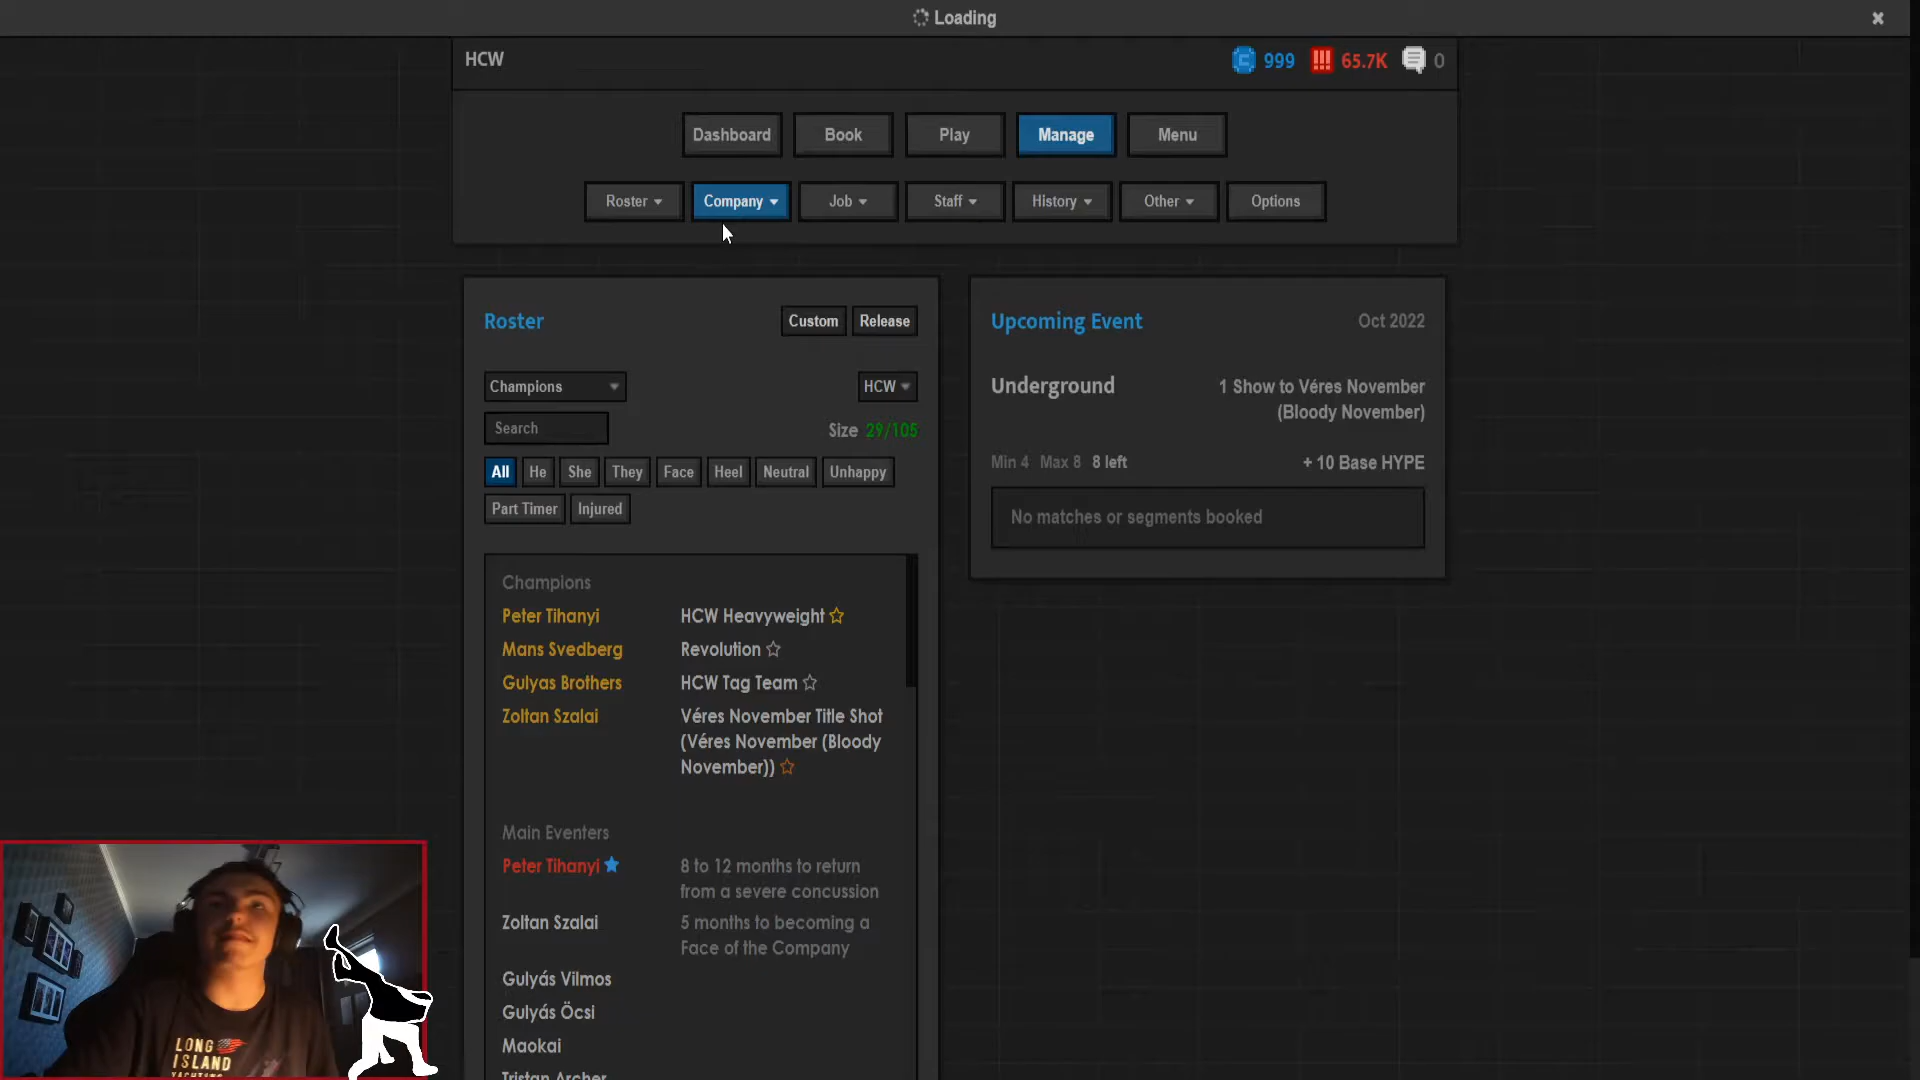 Loading
HCW
999
65.7K
0
Dashboard
Book
Play
Manage
Menu
Roster
Company
Job
Staff
History
Other
Options
Roster
Custom
Release
Champions
HCW
Search
Size 29/105
All
He
She
They
Face
Heel
Neutral
Unhappy
Part Timer
Injured
Champions
Peter Tihanyi
HCW Heavyweight
Mans Svedberg
Revolution
Gulyas Brothers
HCW Tag Team
Zoltan Szalai
Véres November Title Shot
(Véres November (Bloody
November))
Main Eventers
Peter Tihanyi
8 to 12 months to return
from a severe concussion
Zoltan Szalai
5 months to becoming a
Face of the Company
Gulyás Vilmos
Gulyás Öcsi
Maokai
Tristan Archer
Upcoming Event
Oct 2022
Underground
1 Show to Véres November
(Bloody November)
Min 4 Max 8 8 left
+ 10 Base HYPE
No matches or segments booked
LONG
ISLAND
YACHTING